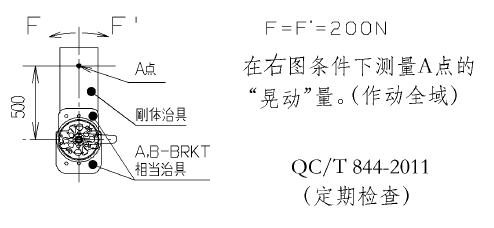 F F'
A点
500
刚体治具
A,B-BRKT
相当治具
F=F'=200N
在右图条件下测量A点的
“晃动”量。(作动全域)
QC/T 844-2011
(定期检查)